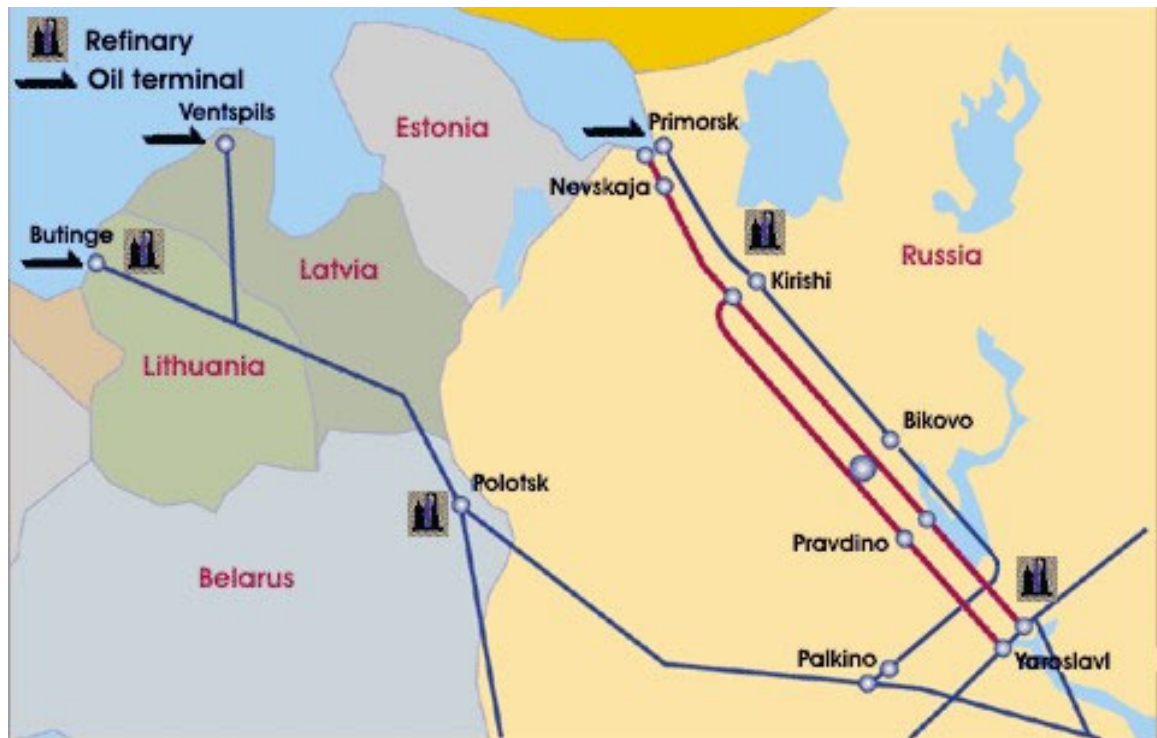 Refinary
Oil terminal
Ventspils
Estonia
Primorsk
Nevskaja
Butinge
Latvia
Kirishi
Russia
Lithuania
Bikovo
Polotsk
Pravdino
Belarus
Palkino
Yaroslavl